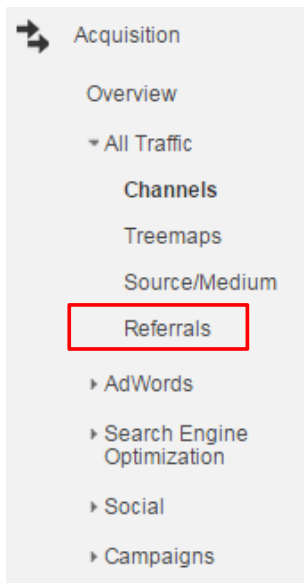 Acquisition
Overview
All Traffic
Channels
Treemaps
Source/Medium
Referrals
AdWords
Search Engine
Optimization
Social
Campaigns